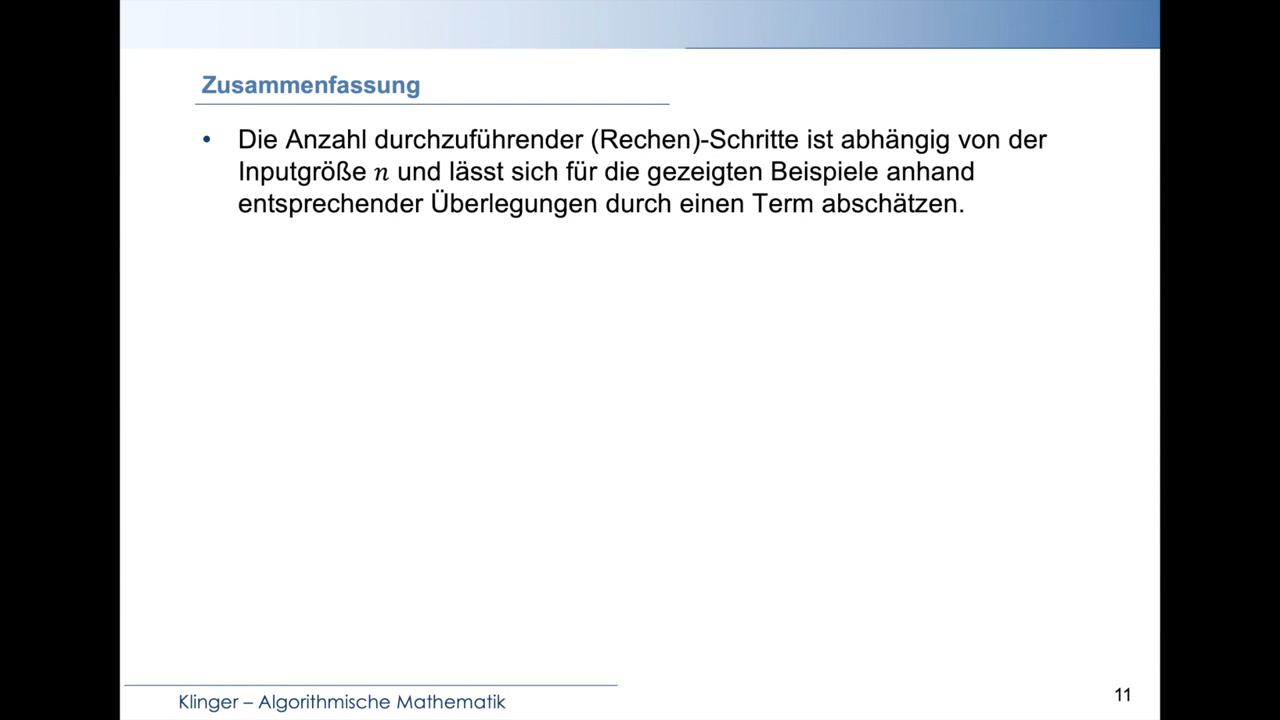 Zusammenfassung
• Die Anzahl durchzuführender (Rechen)-Schritte ist abhängig von der
Inputgröße n und lässt sich für die gezeigten Beispiele anhand
entsprechender Überlegungen durch einen Term abschätzen.
Klinger – Algorithmische Mathematik
11